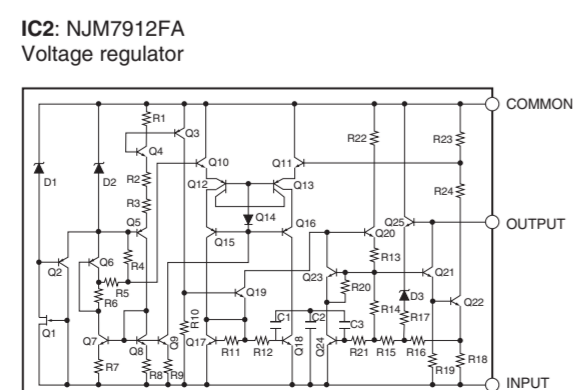 IC2: NJM7912FA
Voltage regulator
COMMON
R1
Q3
R22
R23
Q4
Q10
Q11
D1
D2
R2
Q12
Q13
R24
R3
Q14
Q5
Q25
OUTPUT
Q15
Q16
Q20
Q2
Q6
R4
R13
Q23
Q21
R5
R20
R6
Q19
D3
Q22
R10
C1
C2
C3
R14
R17
Q1
Q7
Q8
Q9
Q17
R11
R12
Q18
Q24
R21
R15
R16
R7
R8
R9
R19
R18
INPUT